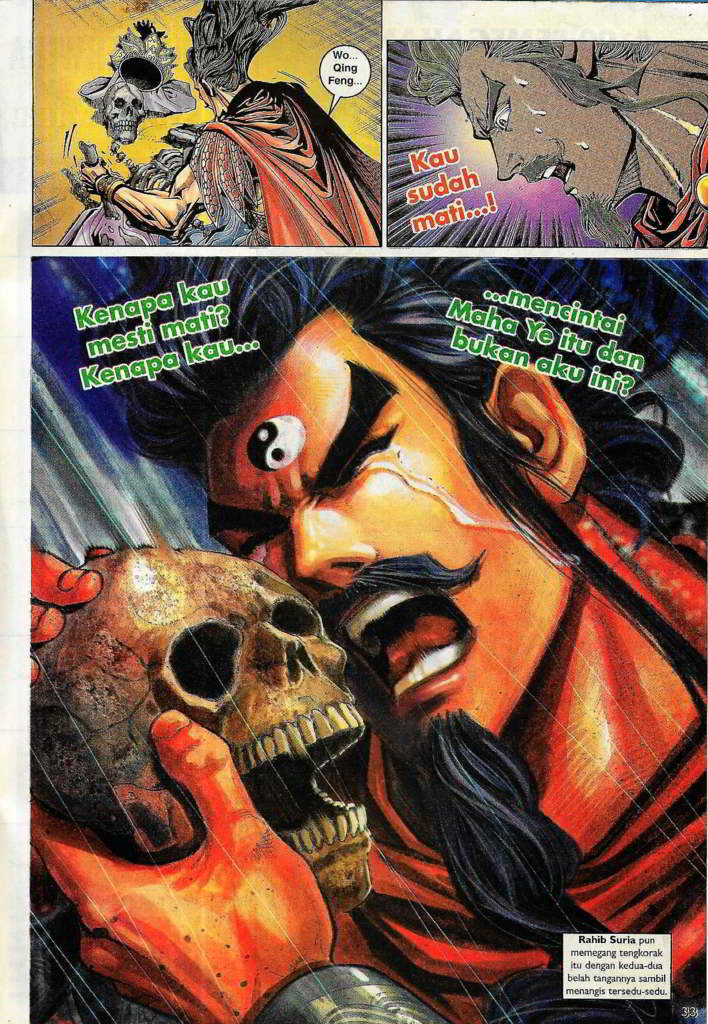 Wo...
Qing
Feng...
Kau
sudah
mati...!
Kenapa kau
mesti mati?
Kenapa kau...
...mencintai
Maha Ye itu dan
bukan aku ini?
Rahib Suria pun
memegang tengkorak
itu dengan kedua-dua
belah tangannya sambil
menangis tersedu-sedu.